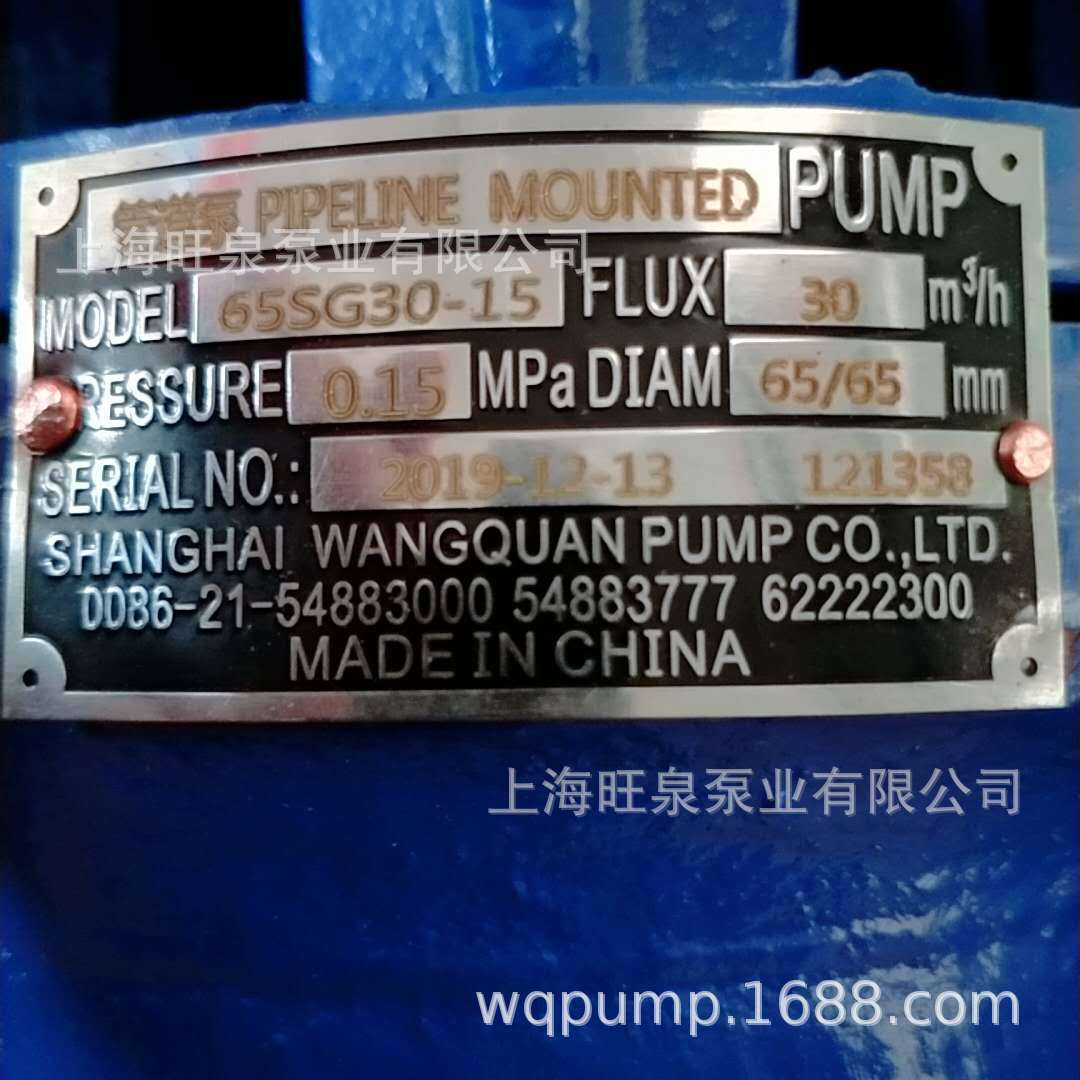 管道泵 PIPELINE MOUNTED PUMP
上海旺泉泵业有限公司
MODEL 65SG30-15 FLUX 30 m³/h
PRESSURE 0.15 MPa DIAM 65/65 mm
SERIAL NO.: 2019-12-13 121358
SHANGHAI WANGQUAN PUMP CO.,LTD.
0086-21-54883000 54883777 62222300
MADE IN CHINA
上海旺泉泵业有限公司
wqpump.1688.com